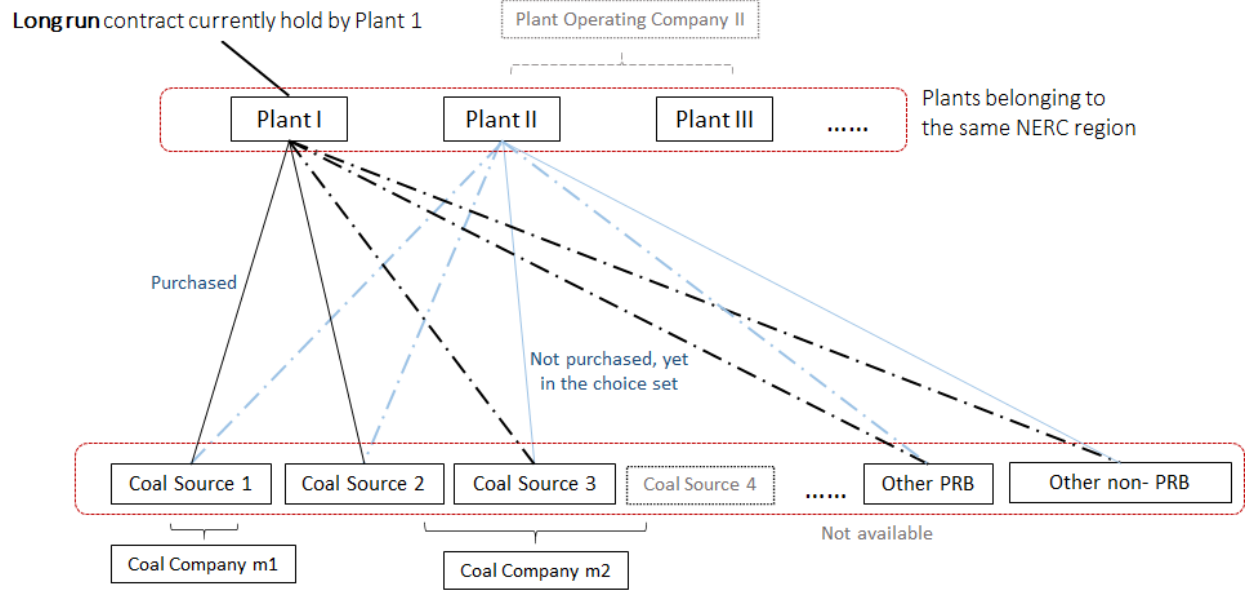 Long run contract currently hold by Plant 1
Plant Operating Company II
Plant I
Plant II
Plant III
......
Plants belonging to
the same NERC region
Purchased
Not purchased, yet
in the choice set
Coal Source 1
Coal Source 2
Coal Source 3
Coal Source 4
......
Other PRB
Other non- PRB
Not available
Coal Company m1
Coal Company m2